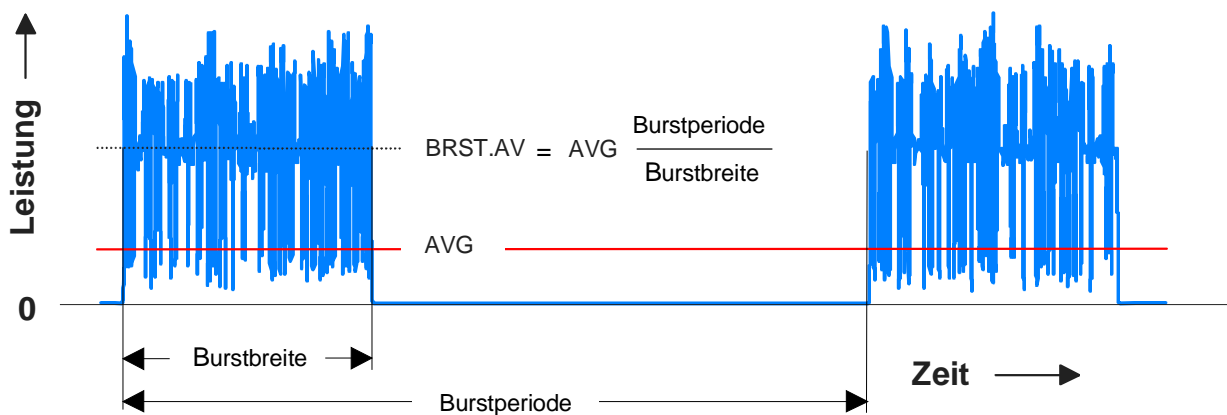 Leistung
BRST.AV = AVG Burstperiode
Burstbreite
AVG
0
Burstbreite
Zeit
Burstperiode